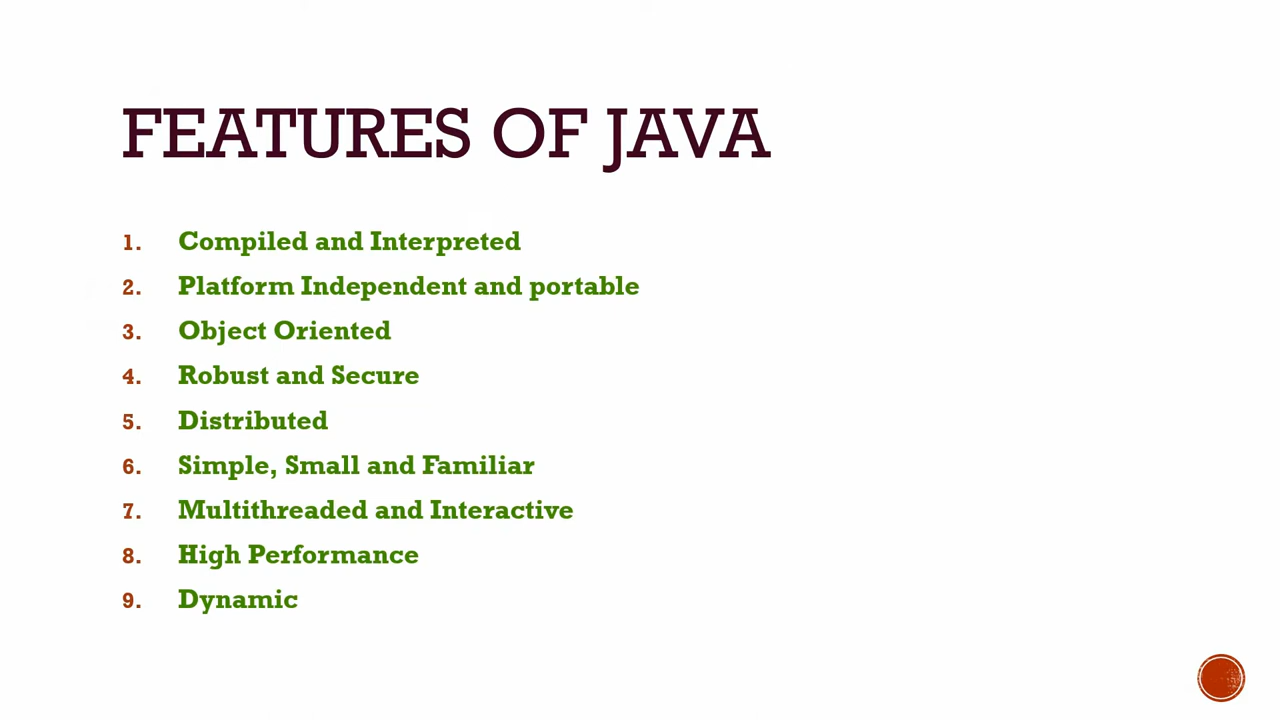 FEATURES OF JAVA
1. Compiled and Interpreted
2. Platform Independent and portable
3. Object Oriented
4. Robust and Secure
5. Distributed
6. Simple, Small and Familiar
7. Multithreaded and Interactive
8. High Performance
9. Dynamic